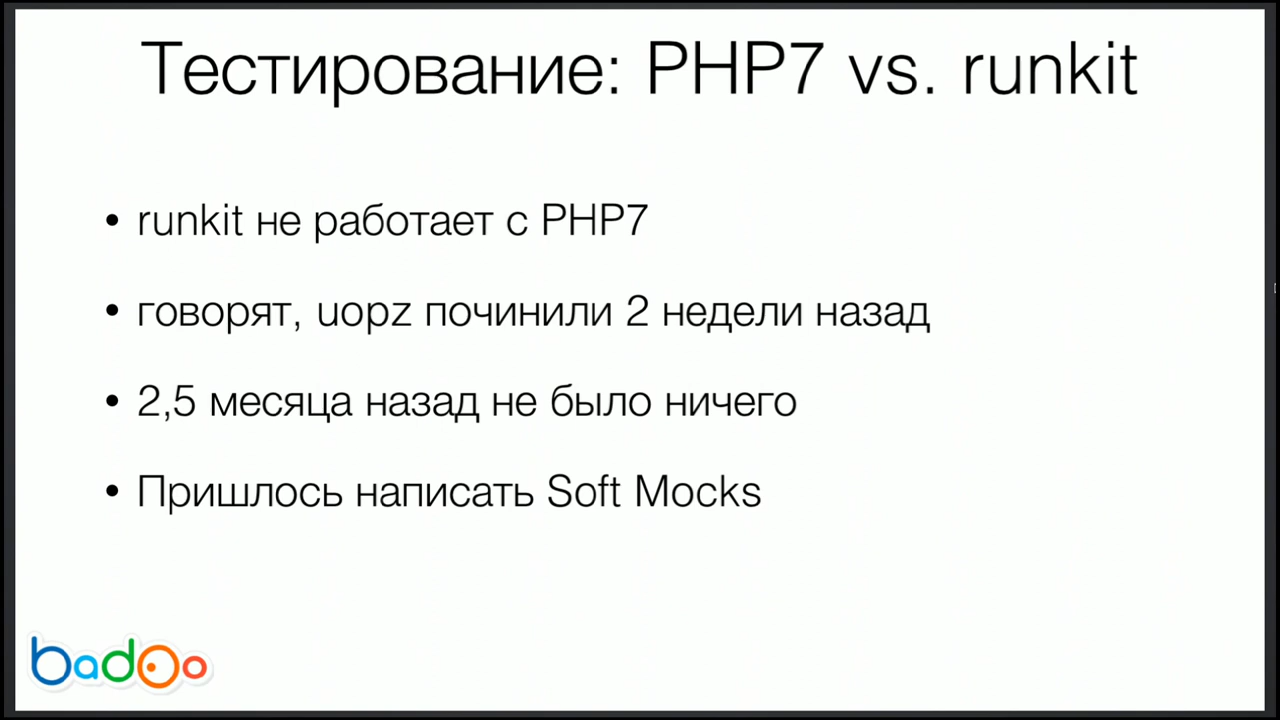 Тестирование: PHP7 vs. runkit
• runkit не работает с PHP7
• говорят, uopz починили 2 недели назад
• 2,5 месяца назад не было ничего
• Пришлось написать Soft Mocks
badoo